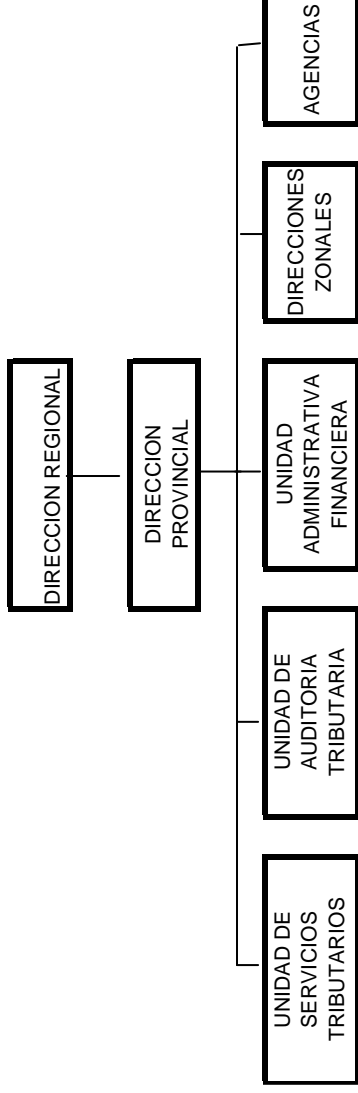 DIRECCION REGIONAL
DIRECCION
PROVINCIAL
UNIDAD DE
SERVICIOS
TRIBUTARIOS
UNIDAD DE
AUDITORIA
TRIBUTARIA
UNIDAD
ADMINISTRATIVA
FINANCIERA
DIRECCIONES
ZONALES
AGENCIAS